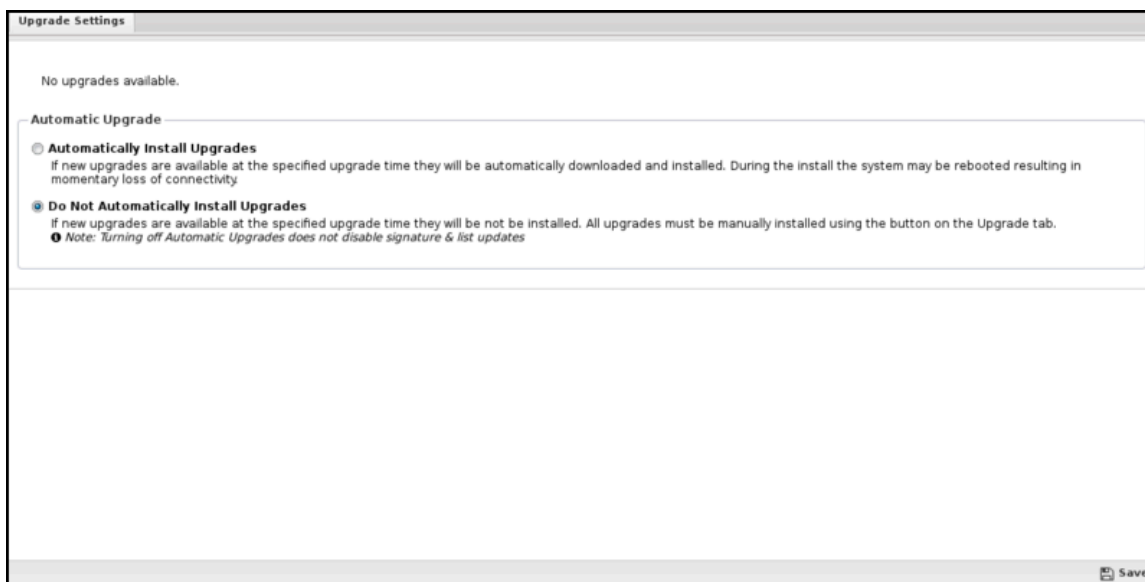 Upgrade Settings
No upgrades available.
Automatic Upgrade
Automatically Install Upgrades
If new upgrades are available at the specified upgrade time they will be automatically downloaded and installed. During the install the system may be rebooted resulting in
momentary loss of connectivity.
Do Not Automatically Install Upgrades
If new upgrades are available at the specified upgrade time they will be not be installed. All upgrades must be manually installed using the button on the Upgrade tab.
Note: Turning off Automatic Upgrades does not disable signature & list updates
Save